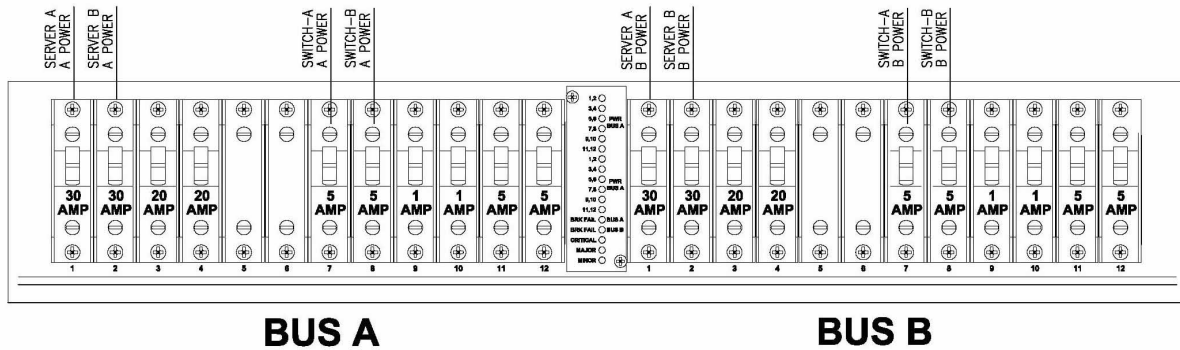 SERVER A
A POWER
SERVER B
A POWER
SWITCH-A
A POWER
SWITCH-B
A POWER
SERVER A
B POWER
SERVER B
B POWER
SWITCH-A
B POWER
SWITCH-B
B POWER
30 AMP
30 AMP
20 AMP
20 AMP
5 AMP
5 AMP
1 AMP
1 AMP
5 AMP
5 AMP
1 2 3 4 5 6 7 8 9 10 11 12
1,2
3,4
5,6
7,8
9,10
11,12
PWR
BUS A
1,2
3,4
5,6
7,8
9,10
11,12
PWR
BUS A
BRK FAIL BUS A
BRK FAIL BUS B
CRITICAL
MAJOR
MINOR
30 AMP
30 AMP
20 AMP
20 AMP
5 AMP
5 AMP
1 AMP
1 AMP
5 AMP
5 AMP
1 2 3 4 5 6 7 8 9 10 11 12
BUS A
BUS B